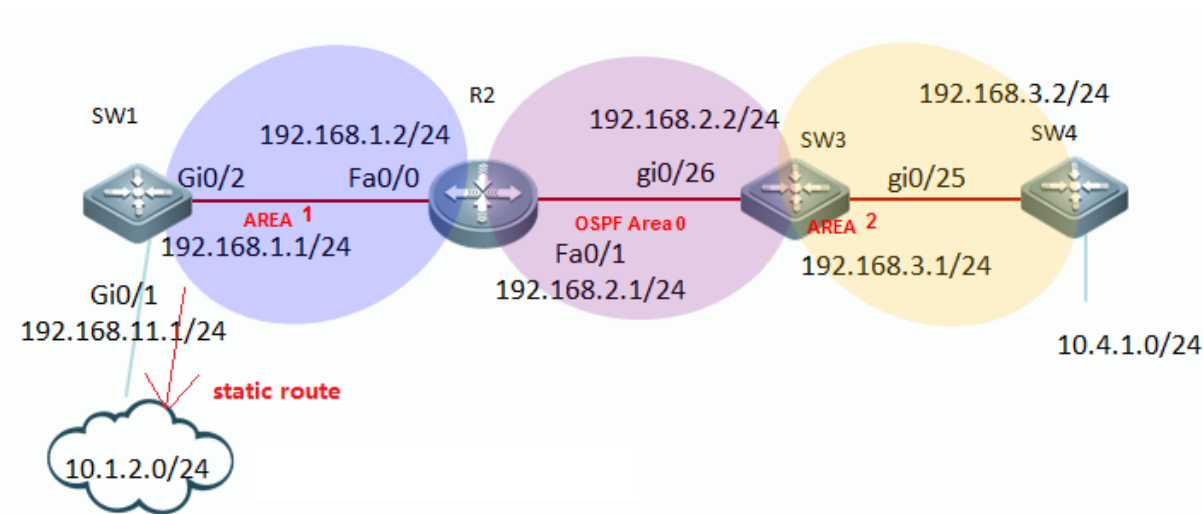 R2
192.168.3.2/24
SW1
192.168.1.2/24
192.168.2.2/24
SW3
SW4
Gi0/2
Fa0/0
gi0/26
gi0/25
AREA 1
OSPF Area 0
AREA 2
192.168.1.1/24
Fa0/1
192.168.3.1/24
Gi0/1
192.168.2.1/24
192.168.11.1/24
10.4.1.0/24
static route
10.1.2.0/24